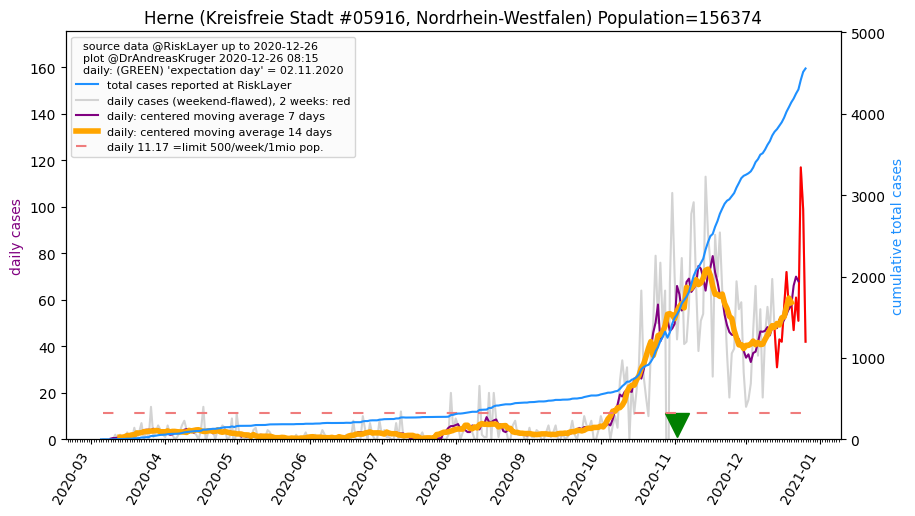 Herne (Kreisfreie Stadt #05916, Nordrhein-Westfalen) Population=156374
source data @RiskLayer up to 2020-12-26
plot @DrAndreasKruger 2020-12-26 08:15
daily: (GREEN) 'expectation day' = 02.11.2020
total cases reported at RiskLayer
daily cases (weekend-flawed), 2 weeks: red
daily: centered moving average 7 days
daily: centered moving average 14 days
daily 11.17 =limit 500/week/1mio pop.
daily cases
160
140
120
100
80
60
40
20
0
cumulative total cases
5000
4000
3000
2000
1000
0
2020-03
2020-04
2020-05
2020-06
2020-07
2020-08
2020-09
2020-10
2020-11
2020-12
2021-01